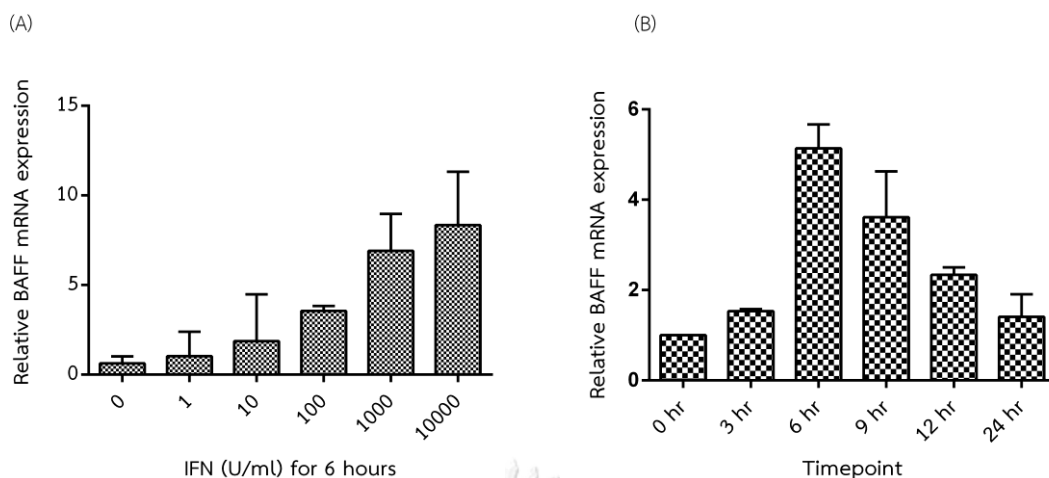 (A)
Relative BAFF mRNA expression
15
10
5
0
0
1
10
100
1000
10000
IFN (U/ml) for 6 hours
(B)
Relative BAFF mRNA expression
6
4
2
0
0 hr
3 hr
6 hr
9 hr
12 hr
24 hr
Timepoint